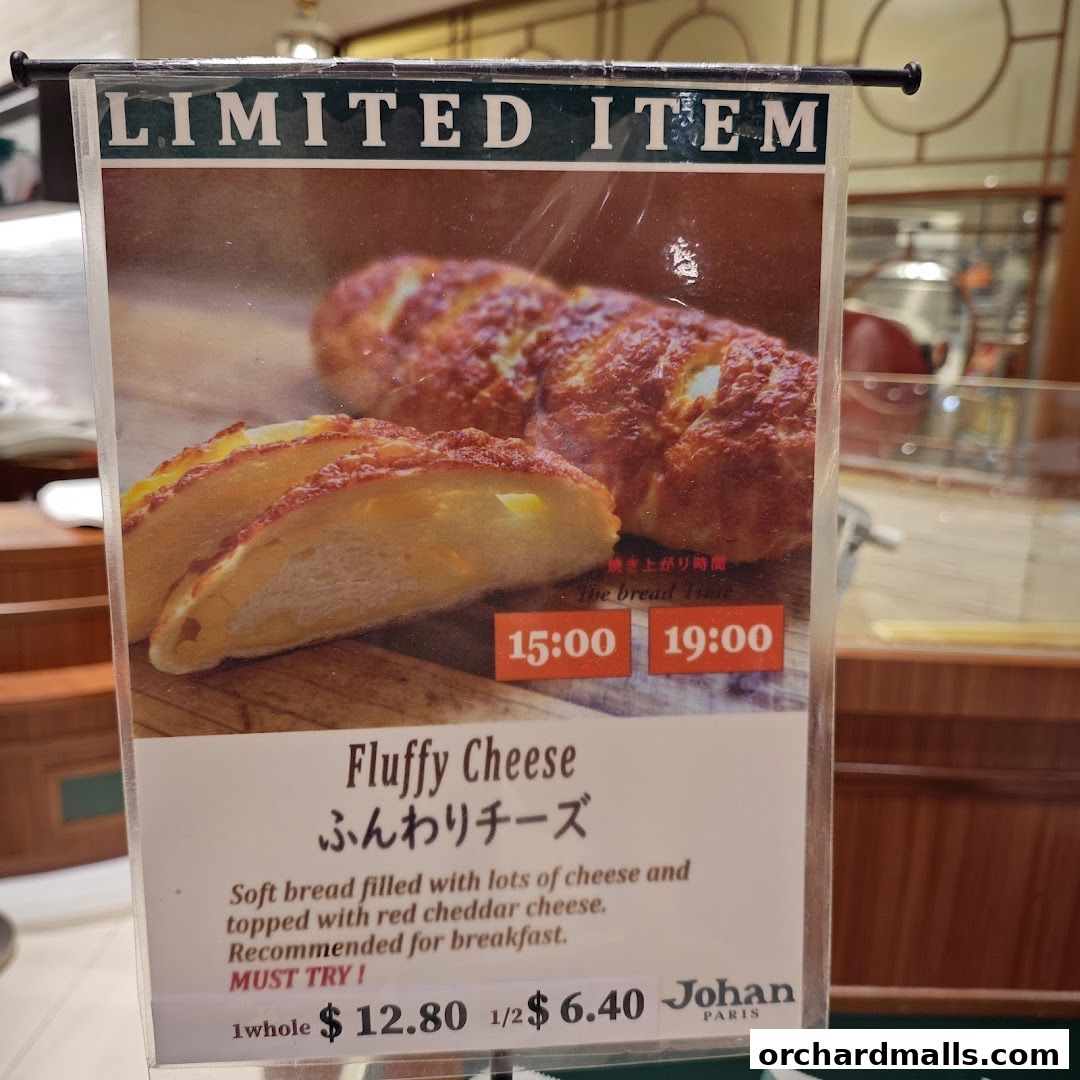 LIMITED ITEM
焼き上がり時間
the bread Time
15:00 19:00
Fluffy Cheese
ふんわりチーズ
Soft bread filled with lots of cheese and
topped with red cheddar cheese.
Recommended for breakfast.
MUST TRY !
1whole $ 12.80 1/2 $ 6.40
Johan
PARIS
orchardmalls.com